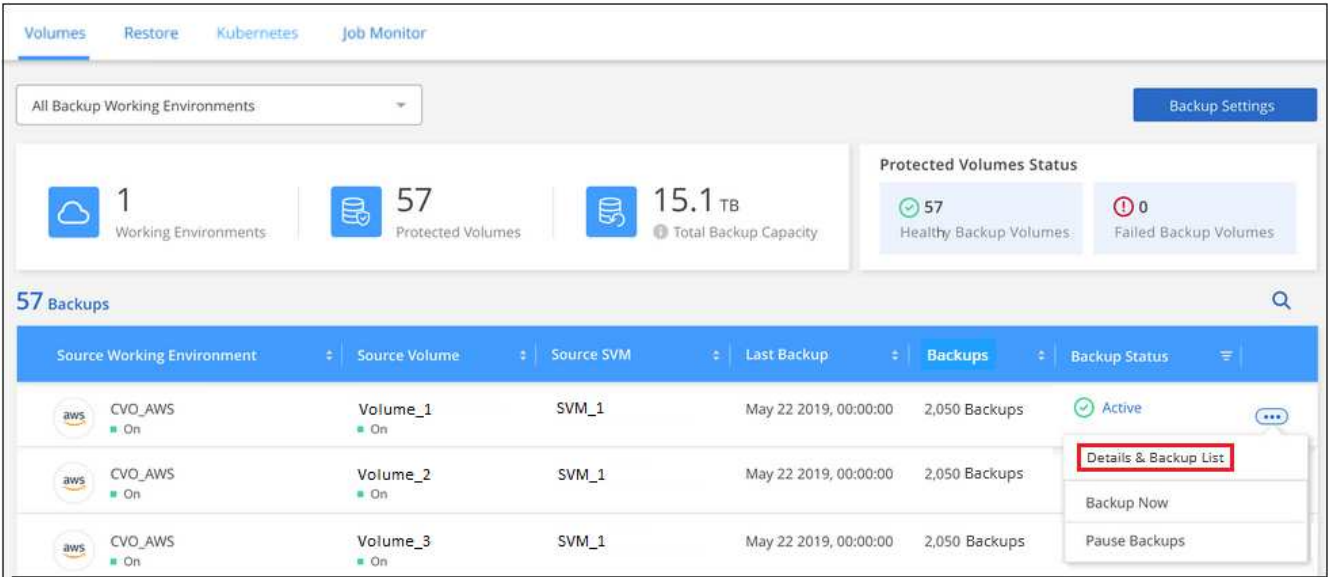 Volumes Restore Kubernetes Job Monitor
All Backup Working Environments
Backup Settings
1
Working Environments
57
Protected Volumes
15.1 TB
Total Backup Capacity
Protected Volumes Status
57
Healthy Backup Volumes
0
Failed Backup Volumes
57 Backups
Source Working Environment Source Volume Source SVM Last Backup Backups Backup Status
aws CVO_AWS Volume_1 SVM_1 May 22 2019, 00:00:00 2,050 Backups Active
On On
Details & Backup List
aws CVO_AWS Volume_2 SVM_1 May 22 2019, 00:00:00 2,050 Backups
On On
Backup Now
aws CVO_AWS Volume_3 SVM_1 May 22 2019, 00:00:00 2,050 Backups
On On
Pause Backups